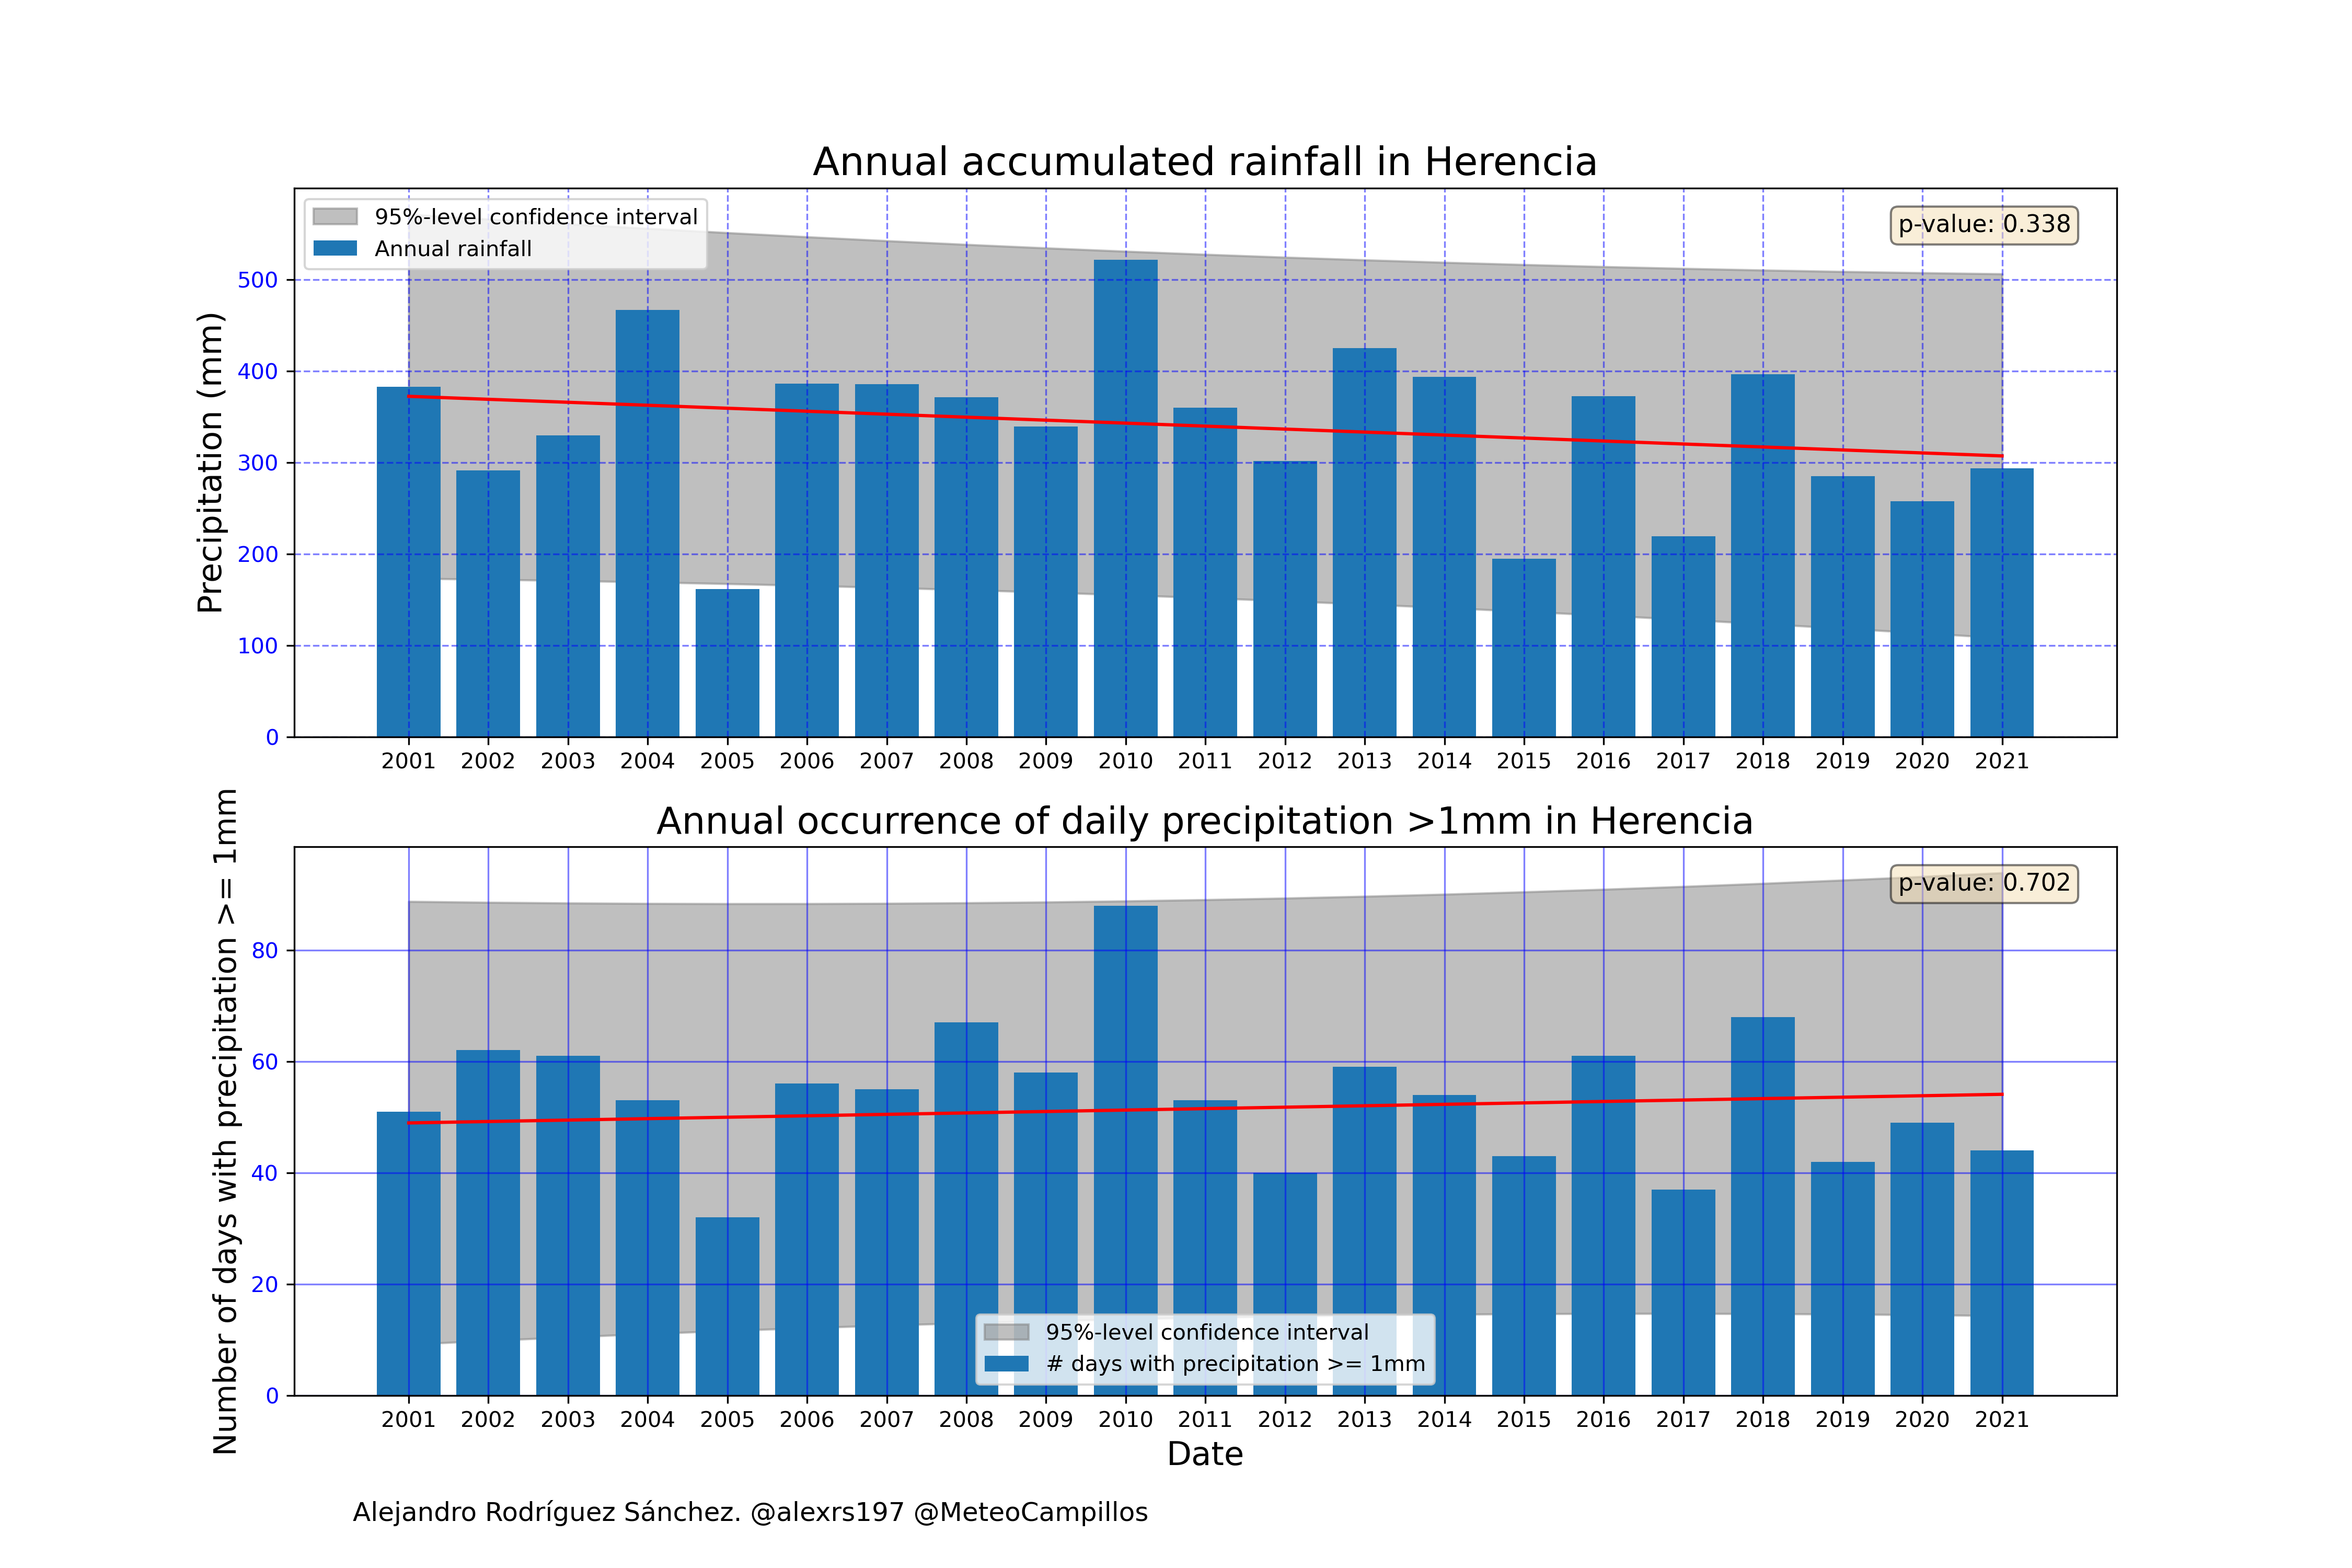 Annual accumulated rainfall in Herencia
95%-level confidence interval
Annual rainfall
p-value: 0.338
Precipitation (mm)
500
400
300
200
100
0
2001 2002 2003 2004 2005 2006 2007 2008 2009 2010 2011 2012 2013 2014 2015 2016 2017 2018 2019 2020 2021
Annual occurrence of daily precipitation >1mm in Herencia
p-value: 0.702
Number of days with precipitation >= 1mm
80
60
40
20
0
95%-level confidence interval
# days with precipitation >= 1mm
2001 2002 2003 2004 2005 2006 2007 2008 2009 2010 2011 2012 2013 2014 2015 2016 2017 2018 2019 2020 2021
Date
Alejandro Rodríguez Sánchez. @alexrs197 @MeteoCampillos